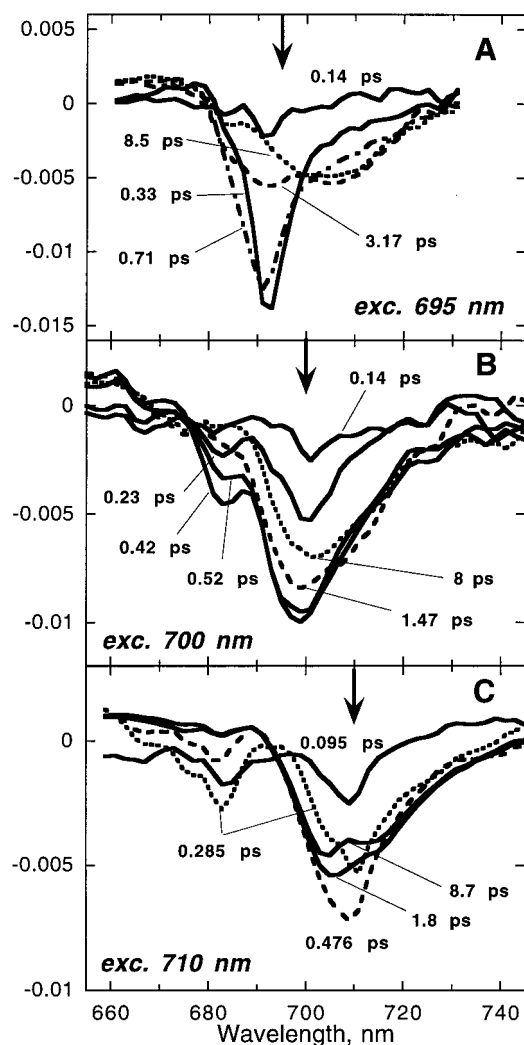 0.005
A
0.14 ps
0
8.5 ps
-0.005
0.33 ps
3.17 ps
-0.01
0.71 ps
exc. 695 nm
-0.015
B
0.14 ps
0
0.23 ps
-0.005
0.42 ps
0.52 ps
8 ps
1.47 ps
-0.01
exc. 700 nm
C
0.095 ps
0
0.285 ps
8.7 ps
-0.005
1.8 ps
0.476 ps
exc. 710 nm
-0.01
660 680 700 720 740
Wavelength, nm